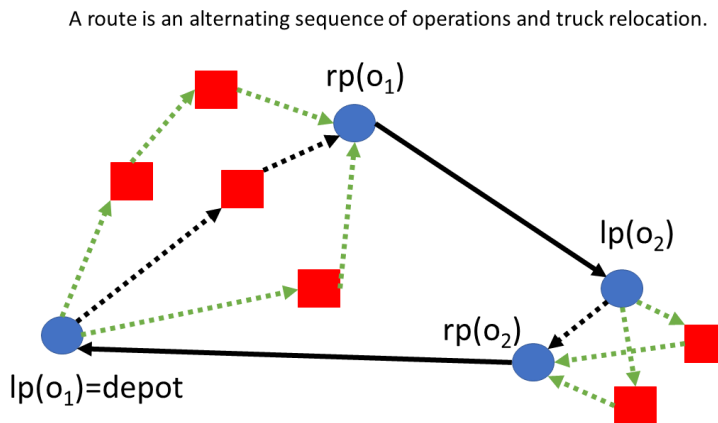 A route is an alternating sequence of operations and truck relocation.
rp(o₁)
lp(o₂)
rp(o₂)
lp(o₁)=depot